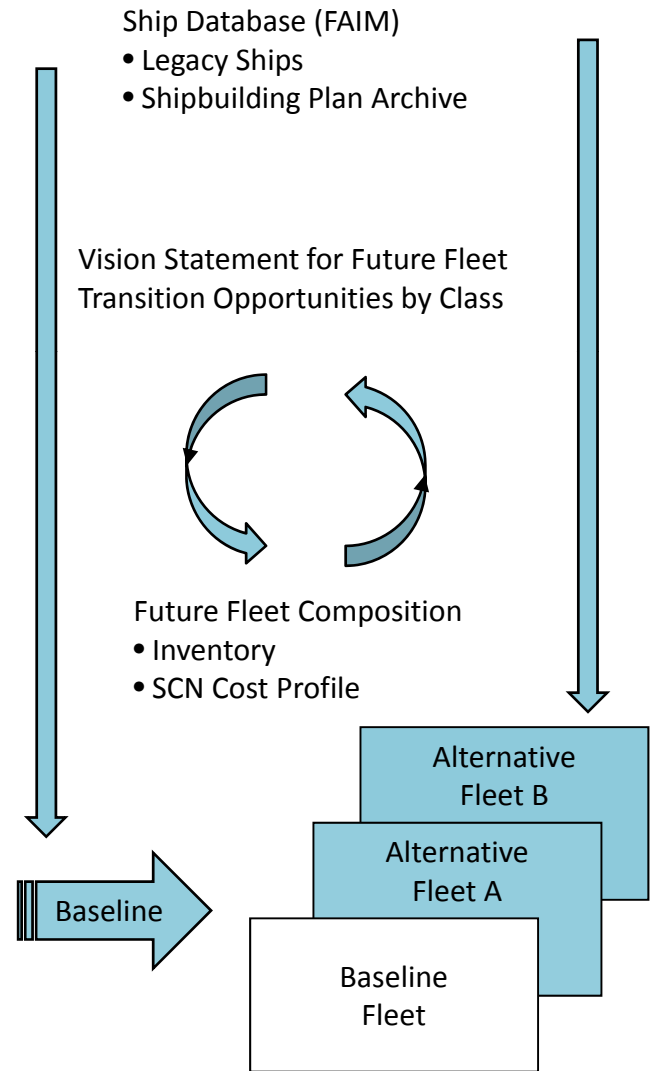 Ship Database (FAIM)
• Legacy Ships
• Shipbuilding Plan Archive
Vision Statement for Future Fleet
Transition Opportunities by Class
Future Fleet Composition
• Inventory
• SCN Cost Profile
Alternative
Fleet B
Alternative
Fleet A
Baseline
Baseline
Fleet